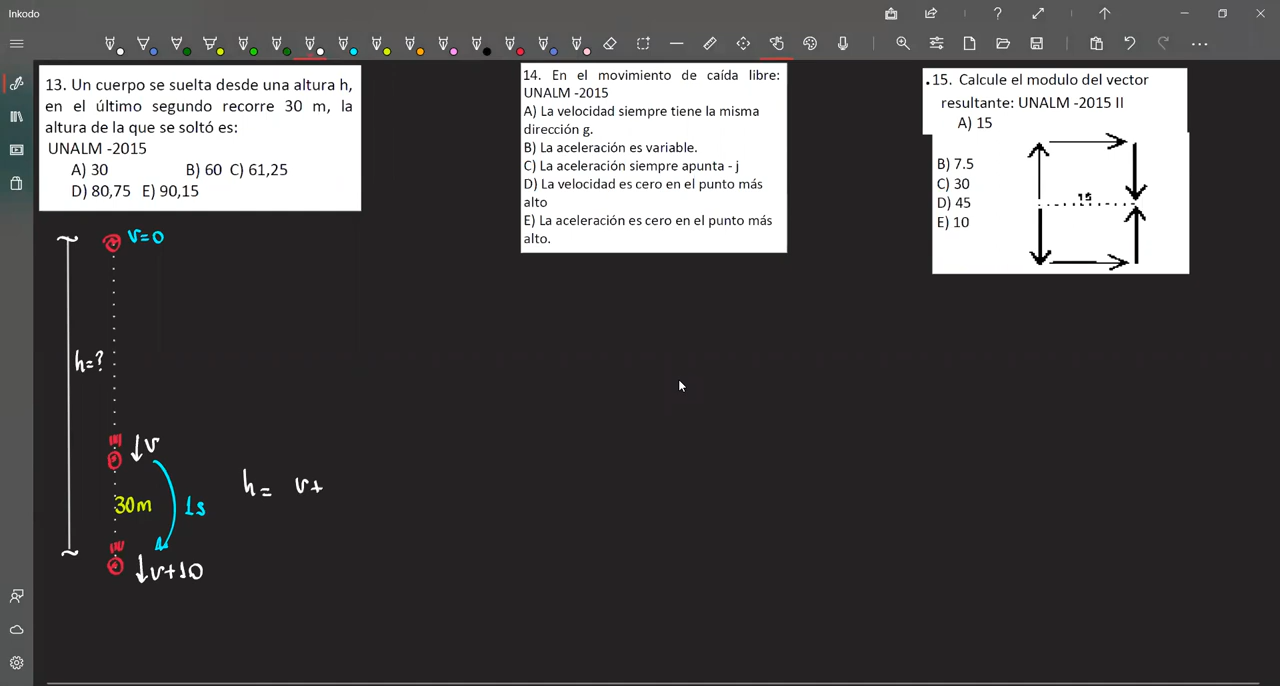 Inkodo
13. Un cuerpo se suelta desde una altura h,
en el último segundo recorre 30 m, la
altura de la que se soltó es:
UNALM -2015
A) 30 B) 60 C) 61,25
D) 80,75 E) 90,15
14. En el movimiento de caída libre:
UNALM -2015
A) La velocidad siempre tiene la misma
dirección g.
B) La aceleración es variable.
C) La aceleración siempre apunta - j
D) La velocidad es cero en el punto más
alto
E) La aceleración es cero en el punto más
alto.
.15. Calcule el modulo del vector
resultante: UNALM -2015 II
A) 15
B) 7.5
C) 30
D) 45
E) 10
15
v=0
h=?
v
30m
1s
v+10
h= v+